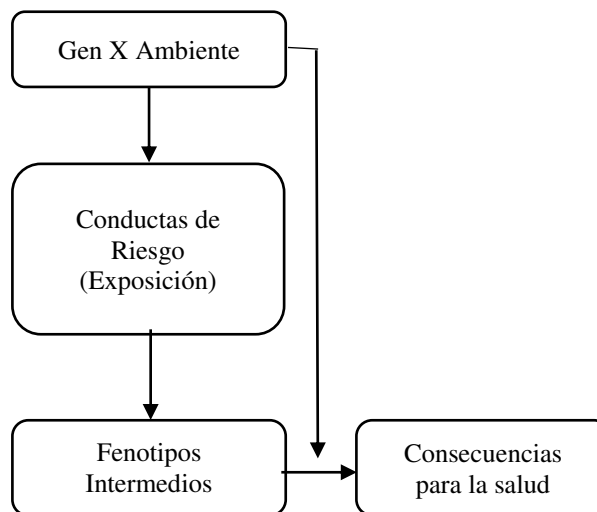 Gen X Ambiente
Conductas de
Riesgo
(Exposición)
Fenotipos
Intermedios
Consecuencias
para la salud